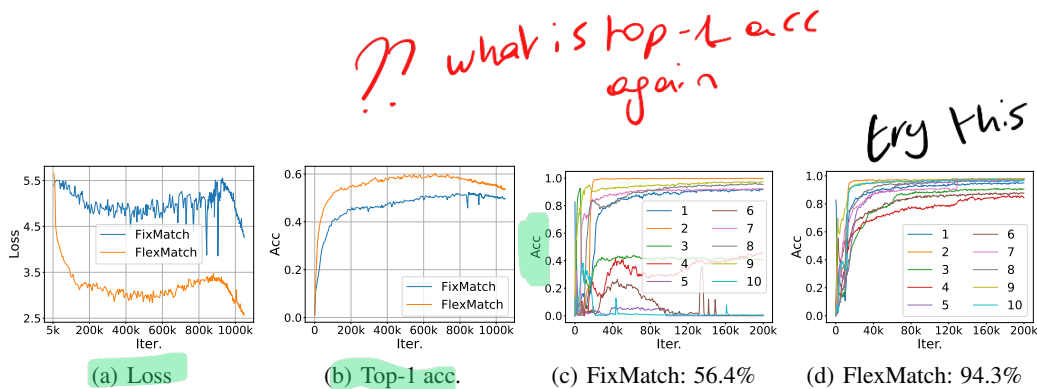 ?? what is top-1 acc
again
try this
5.5
4.5
3.5
2.5
Loss
FixMatch
FlexMatch
5k 200k 400k 600k 800k 1000k
Iter.
(a) Loss
0.6
0.4
0.2
0.0
Acc
FixMatch
FlexMatch
0 200k 400k 600k 800k 1000k
Iter.
(b) Top-1 acc.
1.0
0.8
0.6
0.4
0.2
0.0
Acc
1 6
2 7
3 8
4 9
5 10
0 40k 80k 120k 160k 200k
Iter.
(c) FixMatch: 56.4%
1.0
0.8
0.6
0.4
0.2
0.0
Acc
1 6
2 7
3 8
4 9
5 10
0 40k 80k 120k 160k 200k
Iter.
(d) FlexMatch: 94.3%